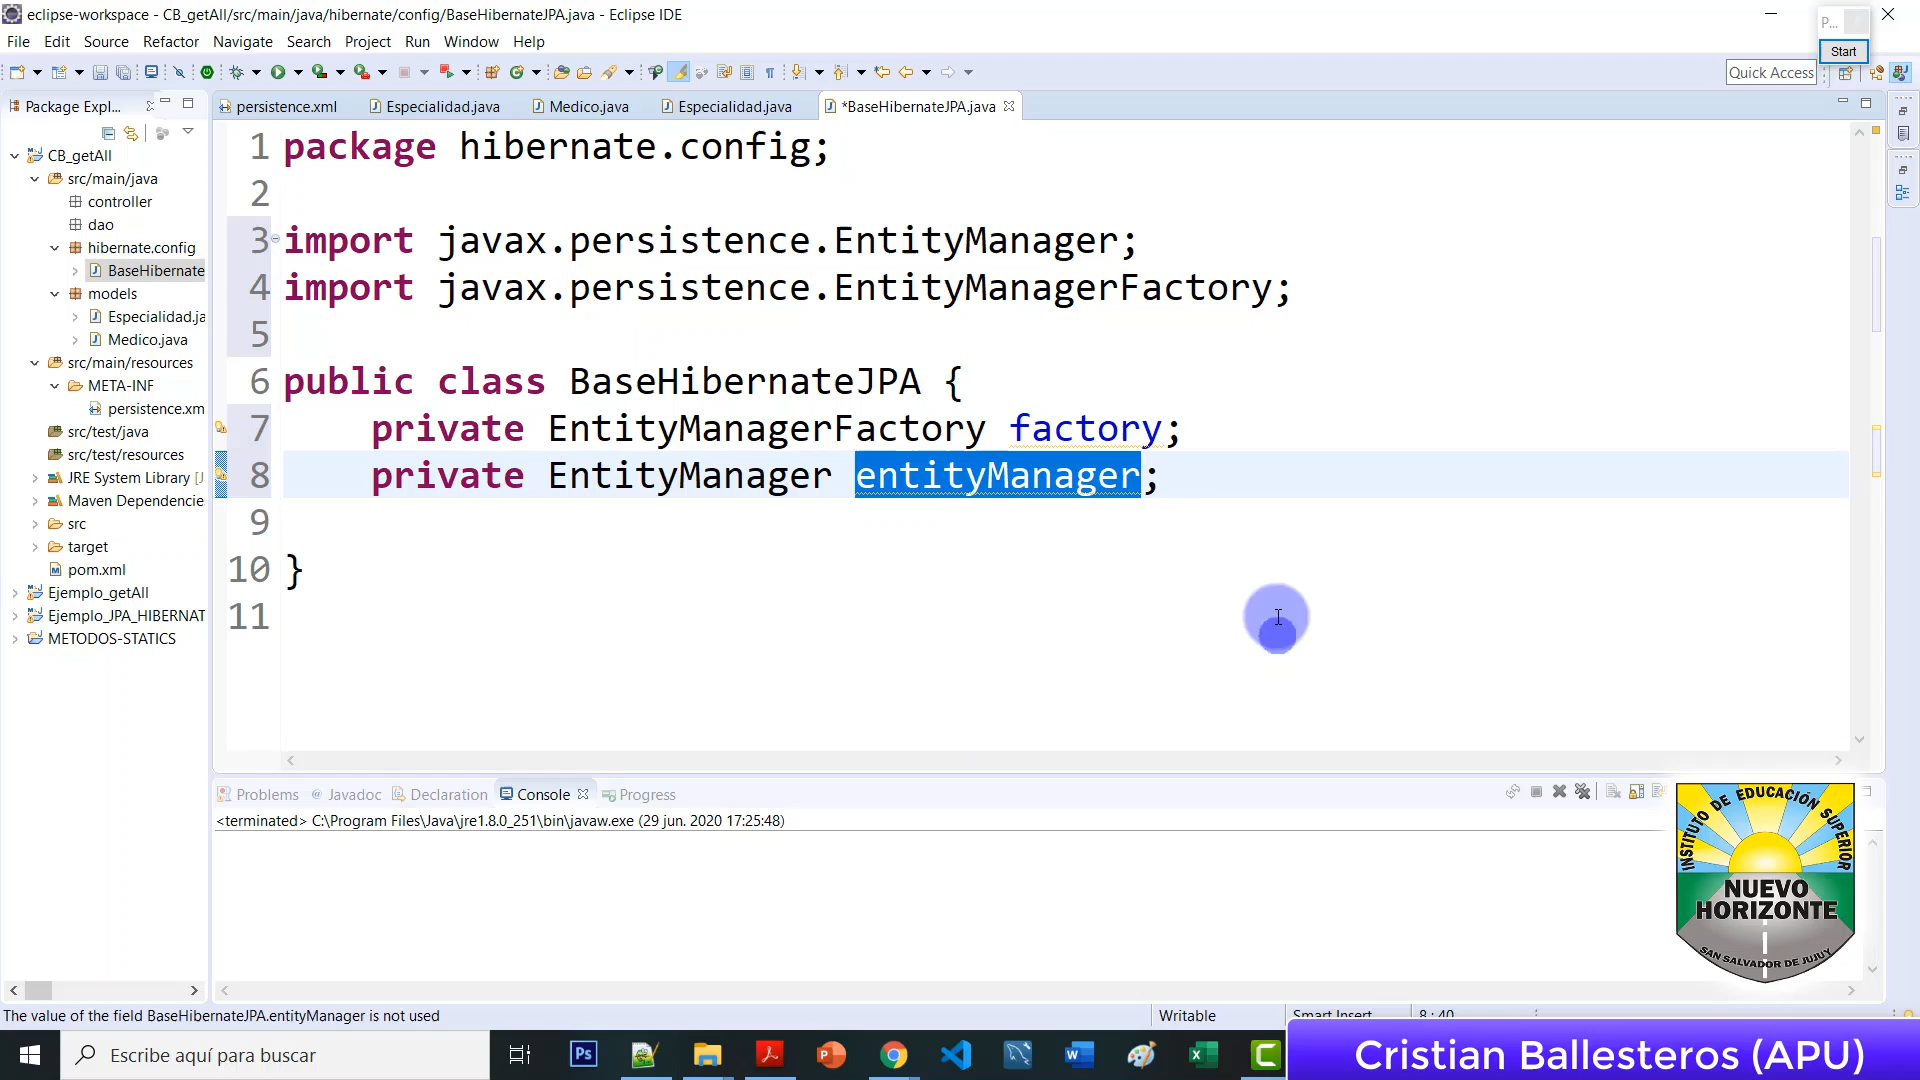 eclipse-workspace - CB_getAll/src/main/java/hibernate/config/BaseHibernateJPA.java - Eclipse IDE
P...
Start
File Edit Source Refactor Navigate Search Project Run Window Help
Quick Access
Package Expl...
persistence.xml Especialidad.java Medico.java Especialidad.java *BaseHibernateJPA.java
CB_getAll
src/main/java
controller
dao
hibernate.config
BaseHibernate
models
Especialidad.ja
Medico.java
src/main/resources
META-INF
persistence.xm
src/test/java
src/test/resources
JRE System Library [J
Maven Dependencie
src
target
pom.xml
Ejemplo_getAll
Ejemplo_JPA_HIBERNAT
METODOS-STATICS
1 package hibernate.config;
2
3 import javax.persistence.EntityManager;
4 import javax.persistence.EntityManagerFactory;
5
6 public class BaseHibernateJPA {
7 private EntityManagerFactory factory;
8 private EntityManager entityManager;
9
10 }
11
Problems @ Javadoc Declaration Console Progress
<terminated> C:\Program Files\Java\jre1.8.0_251\bin\javaw.exe (29 jun. 2020 17:25:48)
INSTITUTO DE EDUCACIÓN SUPERIOR
NUEVO
HORIZONTE
SAN SALVADOR DE JUJUY
The value of the field BaseHibernateJPA.entityManager is not used
Writable
Smart Insert
8 : 40
Escribe aquí para buscar
Cristian Ballesteros (APU)